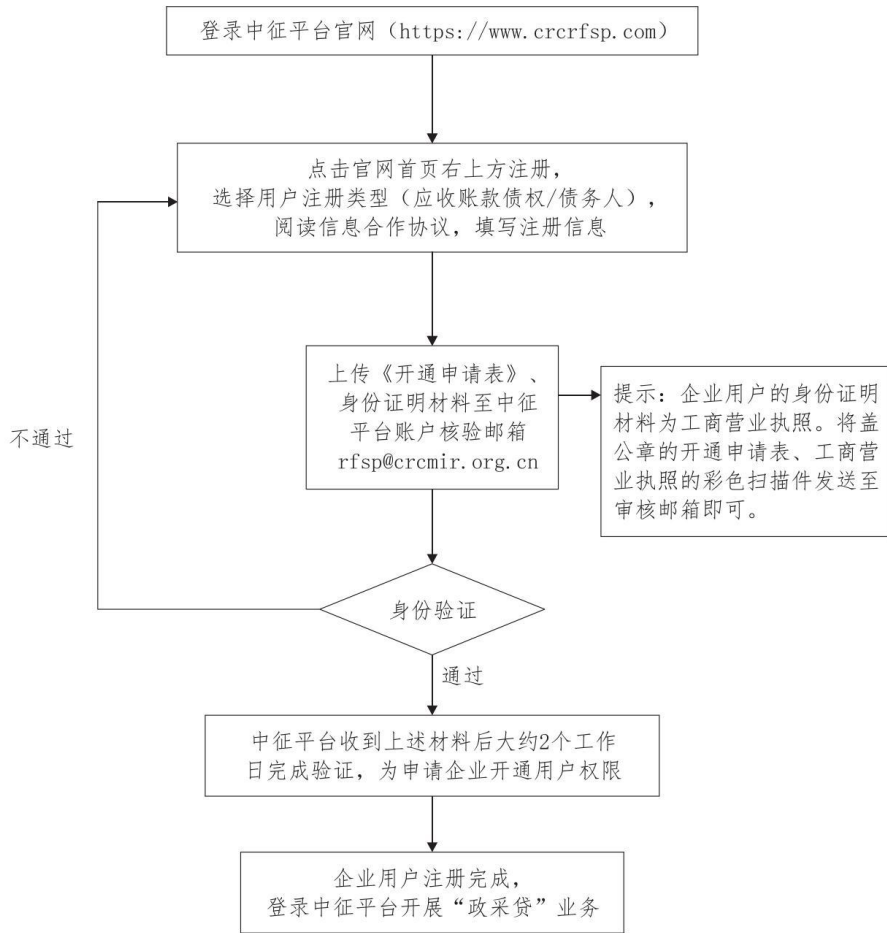 登录中征平台官网（https://www.crcrfsp.com）
点击官网首页右上方注册，
选择用户注册类型（应收账款债权/债务人），
阅读信息合作协议，填写注册信息
上传《开通申请表》、
身份证明材料至中征
平台账户核验邮箱
rfsp@crcmir.org.cn
提示：企业用户的身份证明
材料为工商营业执照。将盖
公章的开通申请表、工商营
业执照的彩色扫描件发送至
审核邮箱即可。
不通过
身份验证
通过
中征平台收到上述材料后大约2个工作
日完成验证，为申请企业开通用户权限
企业用户注册完成，
登录中征平台开展“政采贷”业务